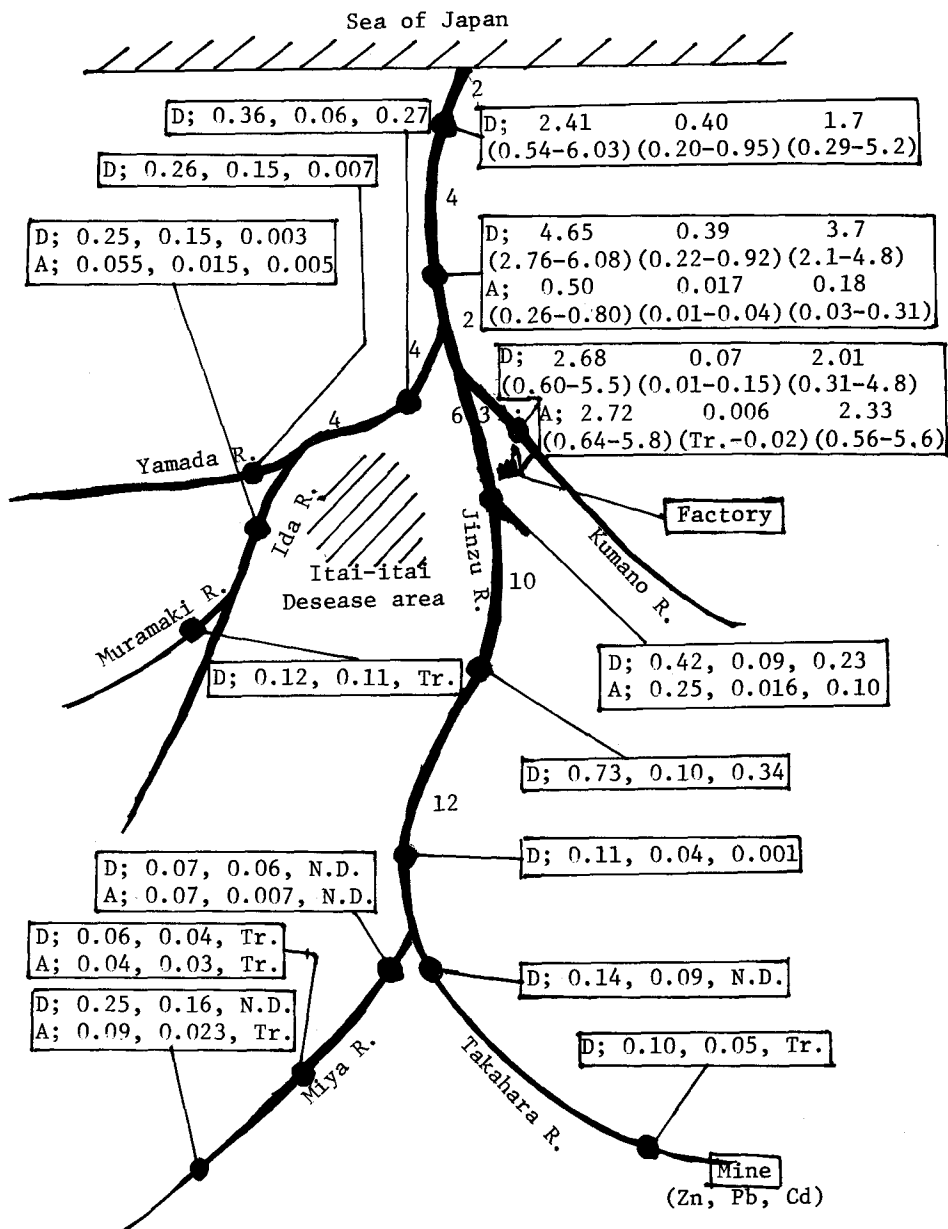 Sea of Japan
2
D; 0.36, 0.06, 0.27
D; 2.41 0.40 1.7
(0.54-6.03)(0.20-0.95)(0.29-5.2)
D; 0.26, 0.15, 0.007
4
D; 0.25, 0.15, 0.003
A; 0.055, 0.015, 0.005
D; 4.65 0.39 3.7
(2.76-6.08)(0.22-0.92)(2.1-4.8)
A; 0.50 0.017 0.18
(0.26-0.80)(0.01-0.04)(0.03-0.31)
2
4
D; 2.68 0.07 2.01
(0.60-5.5)(0.01-0.15)(0.31-4.8)
A; 2.72 0.006 2.33
(0.64-5.8)(Tr.-0.02)(0.56-5.6)
6
3
4
Yamada R.
Ida R.
Jinzu R.
Factory
Kumano R.
Itai-itai
Desease area
10
Muramaki R.
D; 0.12, 0.11, Tr.
D; 0.42, 0.09, 0.23
A; 0.25, 0.016, 0.10
D; 0.73, 0.10, 0.34
12
D; 0.11, 0.04, 0.001
D; 0.07, 0.06, N.D.
A; 0.07, 0.007, N.D.
D; 0.06, 0.04, Tr.
A; 0.04, 0.03, Tr.
D; 0.14, 0.09, N.D.
D; 0.25, 0.16, N.D.
A; 0.09, 0.023, Tr.
D; 0.10, 0.05, Tr.
Miya R.
Takahara R.
Mine
(Zn, Pb, Cd)